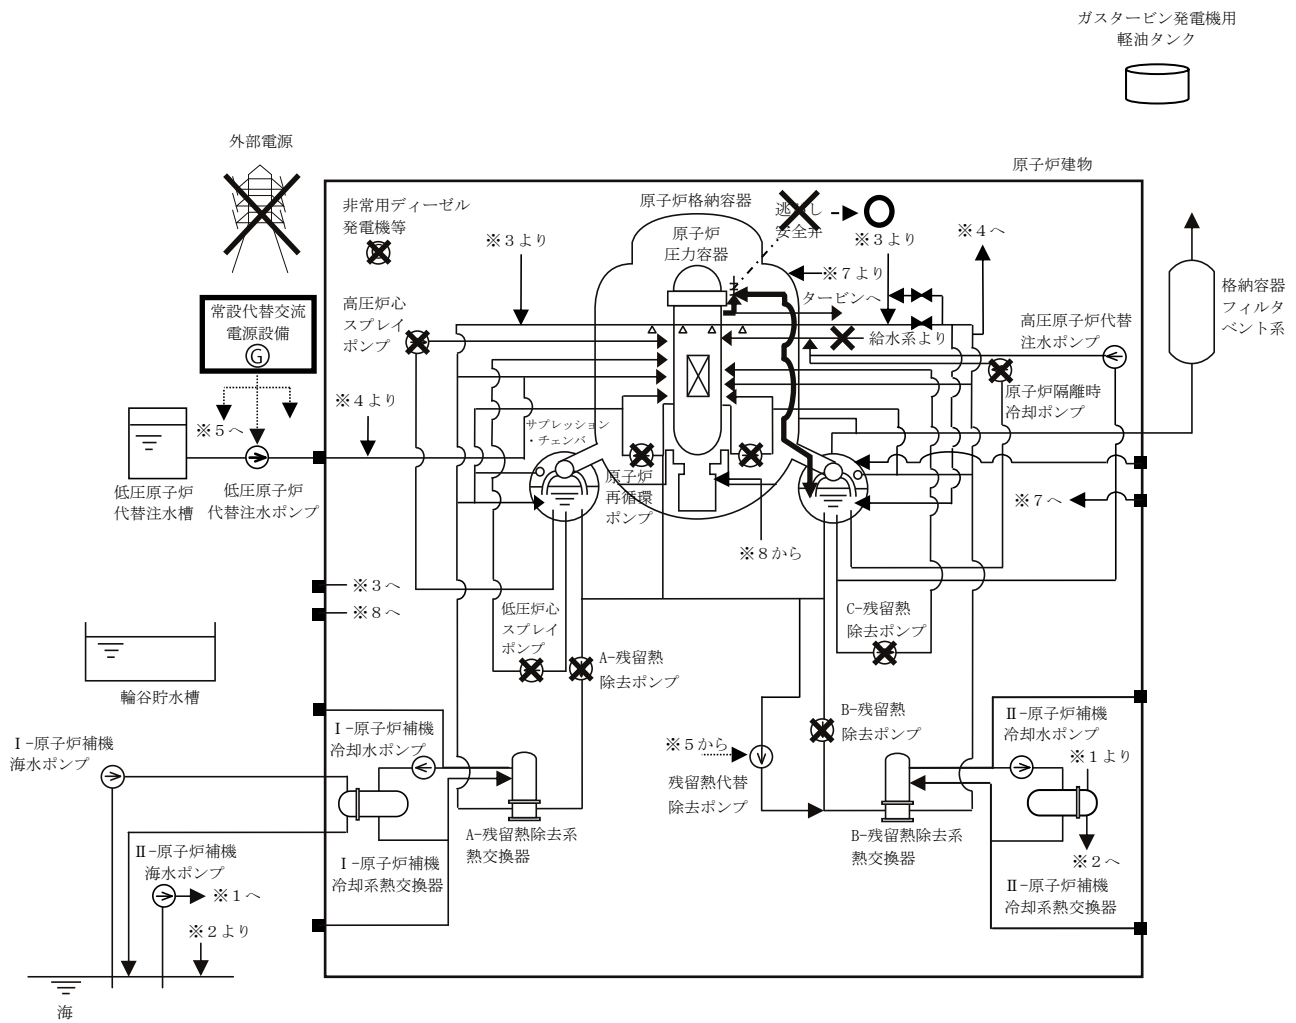 ガスタービン発電機用
軽油タンク
外部電源
原子炉建物
非常用ディーゼル
発電機等
原子炉格納容器
原子炉
圧力容器
逃がし
安全弁
※３より
※３より
※４へ
※７より
タービンへ
常設代替交流
電源設備
G
高圧炉心
スプレイ
ポンプ
給水系より
高圧原子炉代替
注水ポンプ
格納容器
フィルタ
ベント系
原子炉隔離時
冷却ポンプ
※４より
※５へ
サプレッション
・チェンバ
低圧原子炉
代替注水槽
低圧原子炉
代替注水ポンプ
原子炉
再循環
ポンプ
※７へ
※８から
※３へ
※８へ
低圧炉心
スプレイ
ポンプ
C-残留熱
除去ポンプ
A-残留熱
除去ポンプ
輪谷貯水槽
B-残留熱
除去ポンプ
Ⅰ-原子炉補機
冷却水ポンプ
Ⅱ-原子炉補機
冷却水ポンプ
Ⅰ-原子炉補機
海水ポンプ
※５から
残留熱代替
除去ポンプ
※１より
A-残留熱除去系
熱交換器
B-残留熱除去系
熱交換器
Ⅱ-原子炉補機
海水ポンプ
Ⅰ-原子炉補機
冷却系熱交換器
※２へ
Ⅱ-原子炉補機
冷却系熱交換器
※１へ
※２より
海